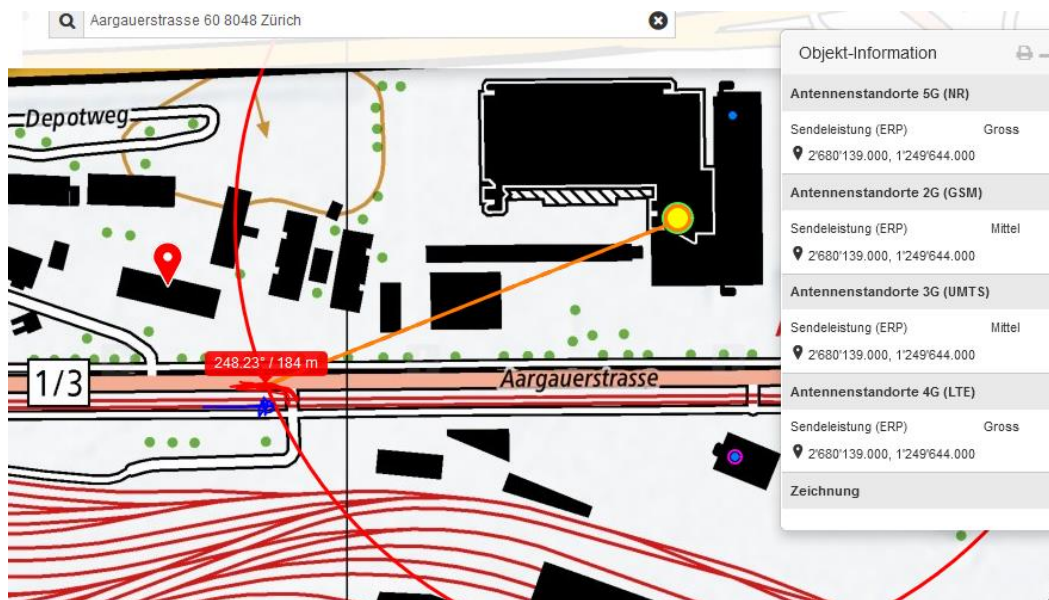 Aargauerstrasse 60 8048 Zürich
Objekt-Information
Antennenstandorte 5G (NR)
Sendeleistung (ERP) Gross
2'680'139.000, 1'249'644.000
Antennenstandorte 2G (GSM)
Sendeleistung (ERP) Mittel
2'680'139.000, 1'249'644.000
Antennenstandorte 3G (UMTS)
Sendeleistung (ERP) Mittel
2'680'139.000, 1'249'644.000
Antennenstandorte 4G (LTE)
Sendeleistung (ERP) Gross
2'680'139.000, 1'249'644.000
Zeichnung
Depotweg
248.23° / 184 m
1/3
Aargauerstrasse